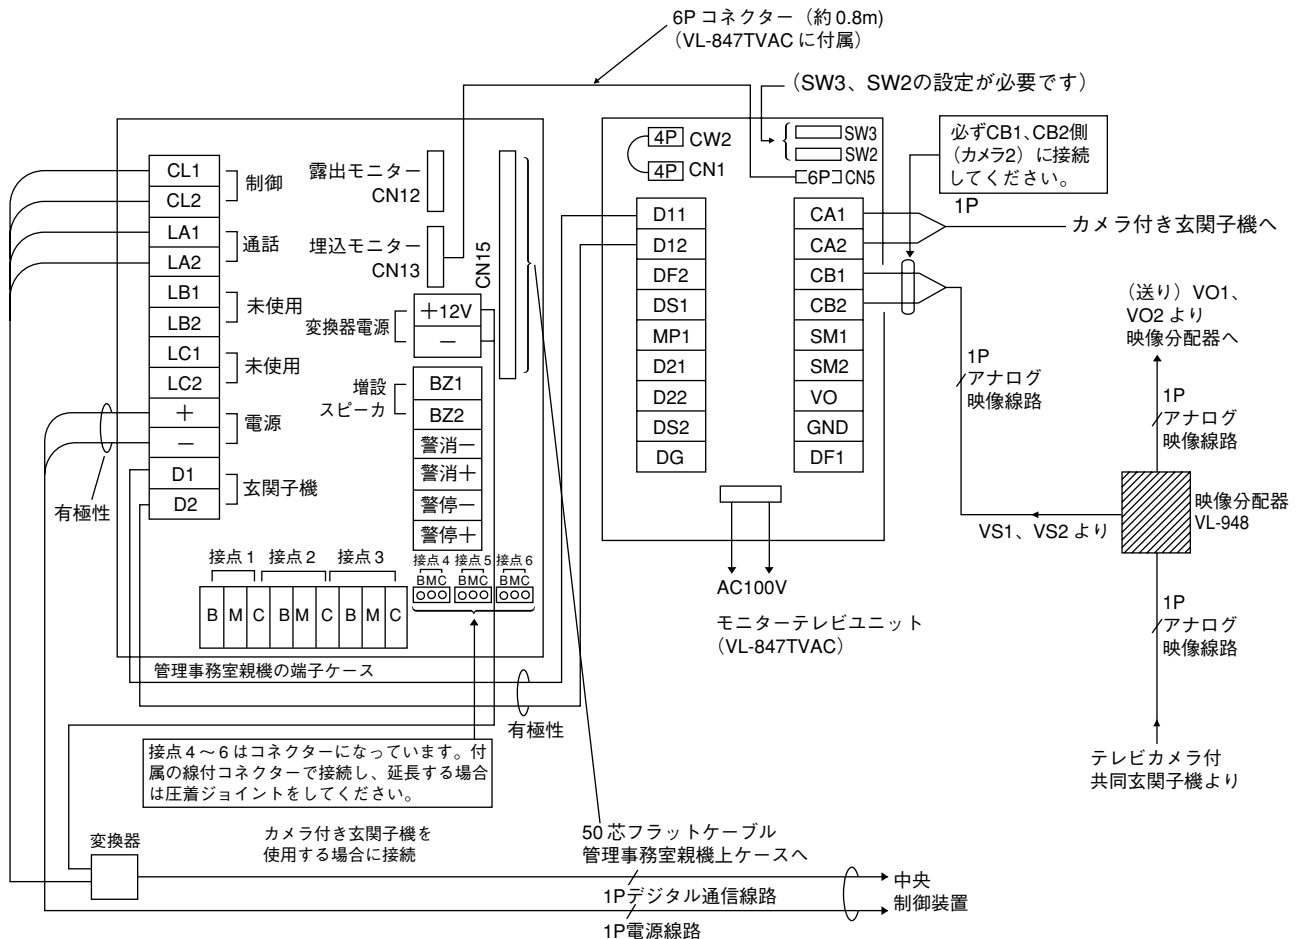 6P コネクター（約 0.8m)
（VL-847TVAC に付属）
（SW3、SW2の設定が必要です）
4P CW2
4P CN1
SW3
SW2
6P CN5
必ずCB1、CB2側
（カメラ2）に接続
してください。
CL1
CL2
制御
LA1
LA2
通話
LB1
LB2
未使用
LC1
LC2
未使用
＋
－
電源
D1
D2
玄関子機
有極性
露出モニター
CN12
埋込モニター
CN13
CN15
変換器電源
＋12V
－
増設
スピーカ
BZ1
BZ2
警消－
警消＋
警停－
警停＋
接点 1
接点 2
接点 3
B M C B M C B M C
接点 4
接点 5
接点 6
BMC
BMC
BMC
管理事務室親機の端子ケース
D11
D12
DF2
DS1
MP1
D21
D22
DS2
DG
CA1
CA2
CB1
CB2
SM1
SM2
VO
GND
DF1
1P
カメラ付き玄関子機へ
（送り）VO1、
VO2 より
映像分配器へ
1P
アナログ
映像線路
1P
アナログ
映像線路
映像分配器
VL-948
VS1、VS2 より
1P
アナログ
映像線路
テレビカメラ付
共同玄関子機より
AC100V
モニターテレビユニット
（VL-847TVAC）
有極性
接点 4 ～ 6 はコネクターになっています。付
属の線付コネクターで接続し、延長する場合
は圧着ジョイントをしてください。
変換器
カメラ付き玄関子機を
使用する場合に接続
50 芯フラットケーブル
管理事務室親機上ケースへ
1Pデジタル通信線路
1P電源線路
中央
制御装置